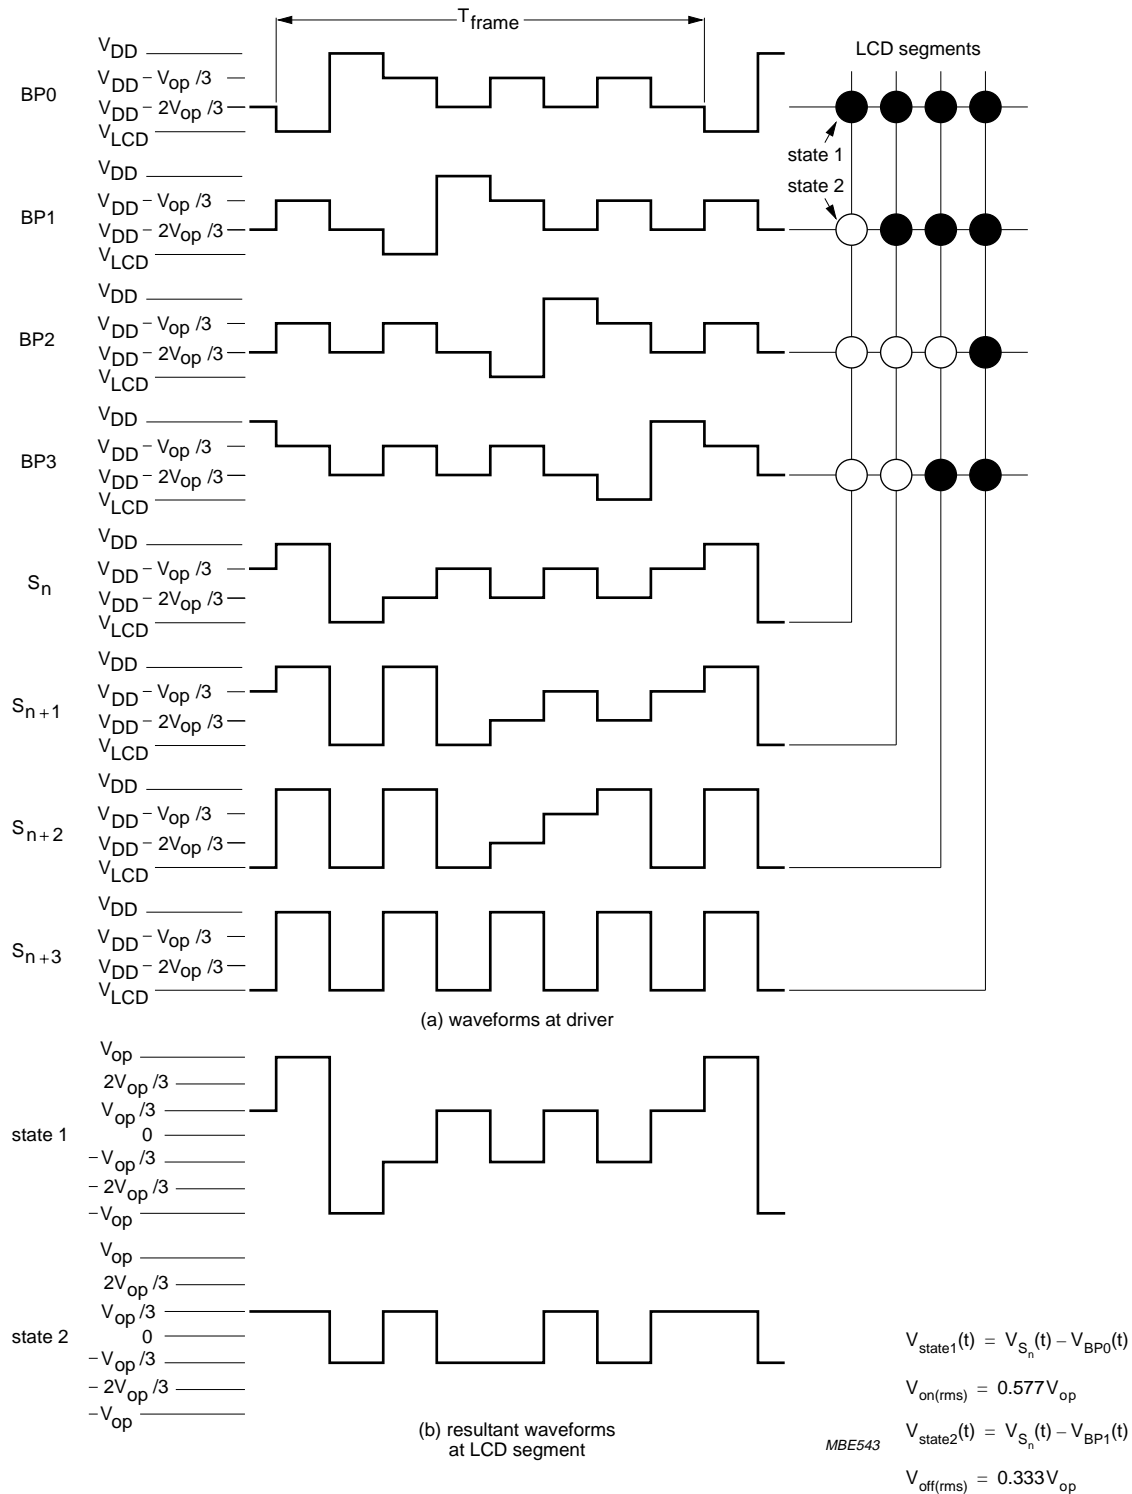 T_frame
LCD segments
BP0
V_DD
V_DD − V_op /3
V_DD − 2V_op /3
V_LCD
state 1
BP1
V_DD
V_DD − V_op /3
V_DD − 2V_op /3
V_LCD
state 2
BP2
V_DD
V_DD − V_op /3
V_DD − 2V_op /3
V_LCD
BP3
V_DD
V_DD − V_op /3
V_DD − 2V_op /3
V_LCD
S_n
V_DD
V_DD − V_op /3
V_DD − 2V_op /3
V_LCD
S_n+1
V_DD
V_DD − V_op /3
V_DD − 2V_op /3
V_LCD
S_n+2
V_DD
V_DD − V_op /3
V_DD − 2V_op /3
V_LCD
S_n+3
V_DD
V_DD − V_op /3
V_DD − 2V_op /3
V_LCD
(a) waveforms at driver
state 1
V_op
2V_op /3
V_op /3
0
−V_op /3
−2V_op /3
−V_op
state 2
V_op
2V_op /3
V_op /3
0
−V_op /3
−2V_op /3
−V_op
(b) resultant waveforms
at LCD segment
MBE543
V_state1(t) = V_S_n(t) − V_BP0(t)
V_on(rms) = 0.577V_op
V_state2(t) = V_S_n(t) − V_BP1(t)
V_off(rms) = 0.333V_op